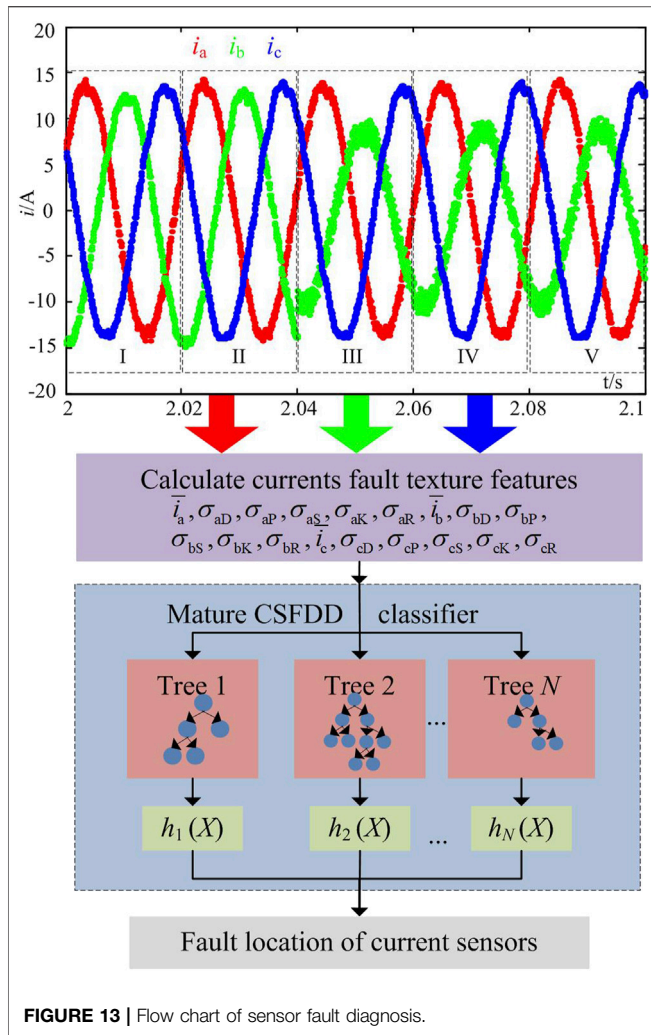 20
i_a i_b i_c
15
10
5
i/A
0
-5
-10
-15
I II III IV V
t/s
-20
2 2.02 2.04 2.06 2.08 2.1
Calculate currents fault texture features
i̅_a, σ_aD, σ_aP, σ_aS, σ_aK, σ_aR, i̅_b, σ_bD, σ_bP,
σ_bS, σ_bK, σ_bR, i̅_c, σ_cD, σ_cP, σ_cS, σ_cK, σ_cR
Mature CSFDD classifier
Tree 1 Tree 2 Tree N
...
h_1(X) h_2(X) ... h_N(X)
Fault location of current sensors
FIGURE 13 | Flow chart of sensor fault diagnosis.